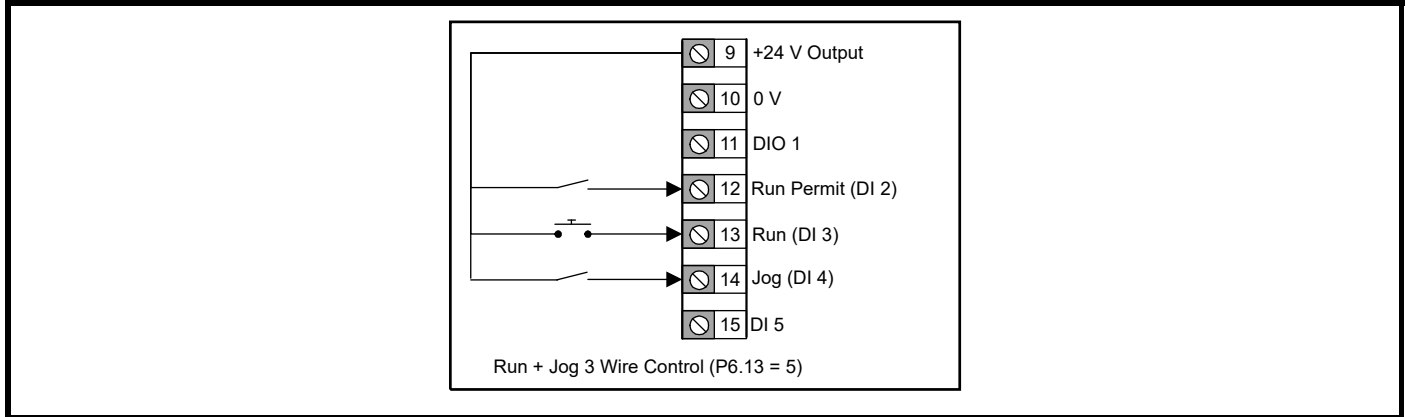 9 +24 V Output
10 0 V
11 DIO 1
12 Run Permit (DI 2)
13 Run (DI 3)
14 Jog (DI 4)
15 DI 5
Run + Jog 3 Wire Control (P6.13 = 5)